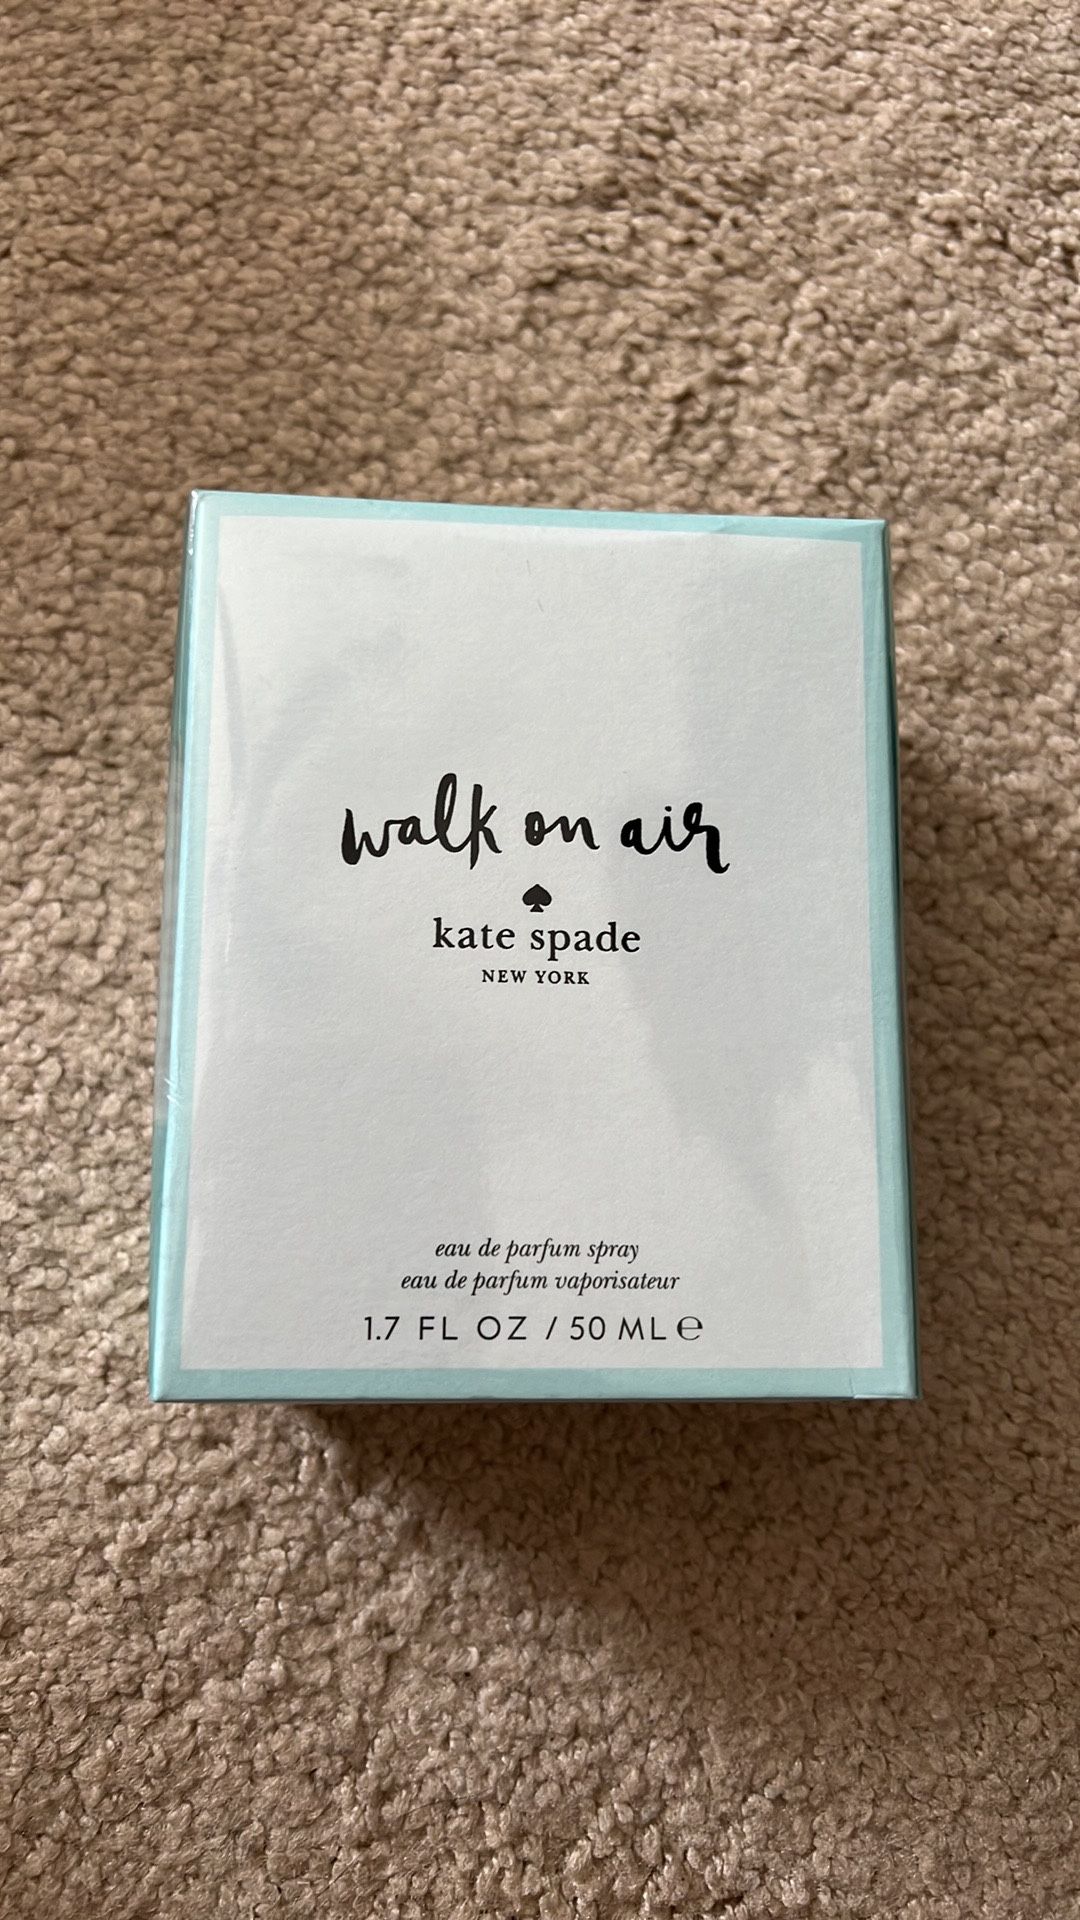 walk on air
kate spade
NEW YORK
eau de parfum spray
eau de parfum vaporisateur
1.7 FL OZ / 50 ML ℮